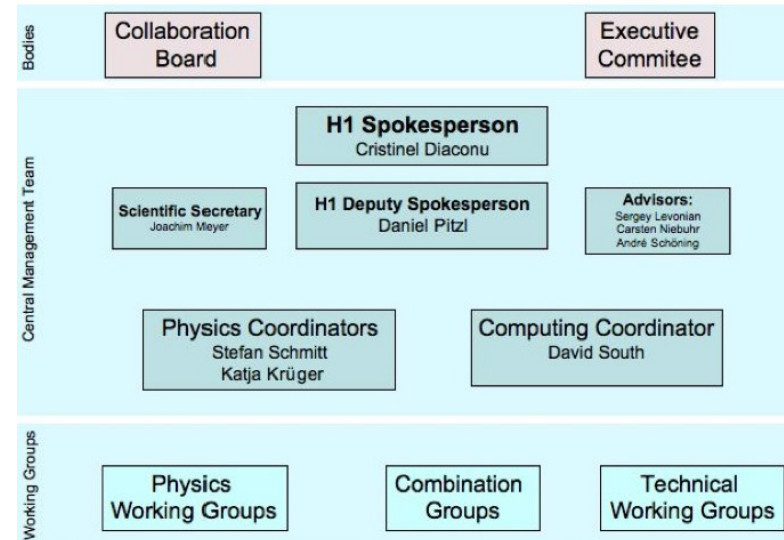 Bodies
Collaboration
Board
Executive
Commitee
Central Management Team
H1 Spokesperson
Cristinel Diaconu
Scientific Secretary
Joachim Meyer
H1 Deputy Spokesperson
Daniel Pitzl
Advisors:
Sergey Levonian
Carsten Niebuhr
André Schöning
Physics Coordinators
Stefan Schmitt
Katja Krüger
Computing Coordinator
David South
Working Groups
Physics
Working Groups
Combination
Groups
Technical
Working Groups